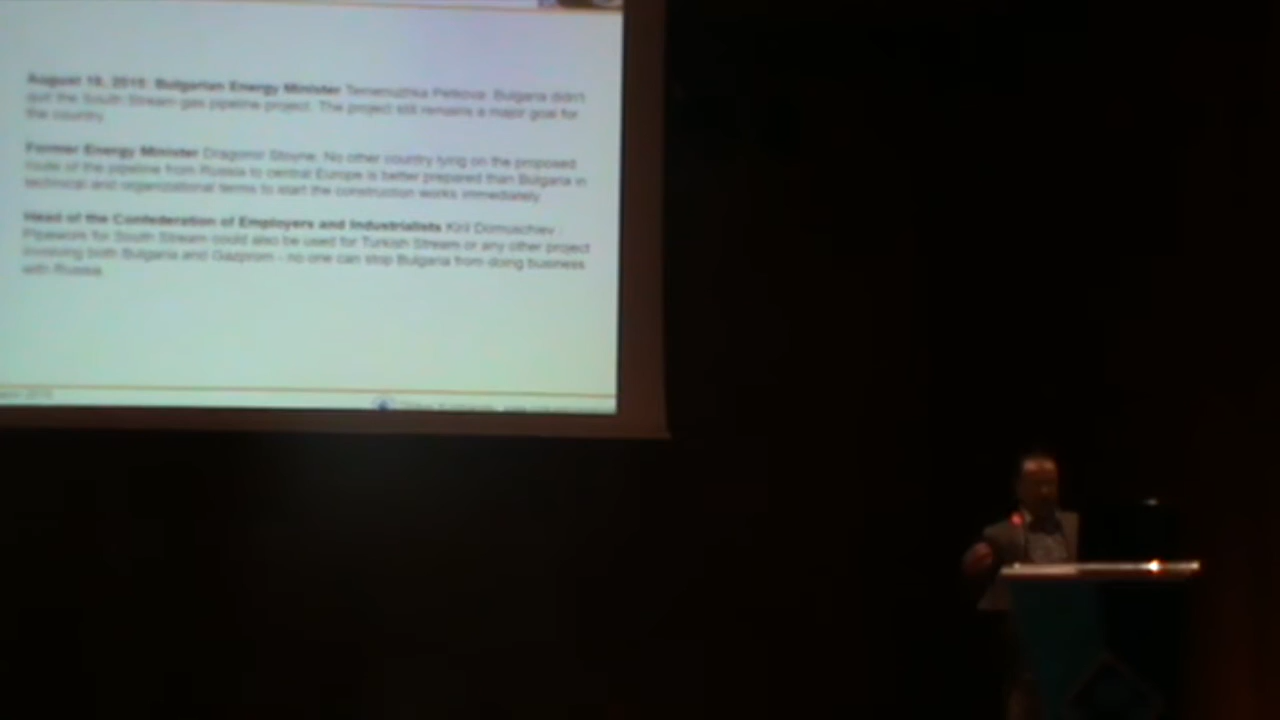 August 19, 2015: Bulgarian Energy Minister Temenuzhka Petkova: Bulgaria didn't
quit the South Stream gas pipeline project. The project still remains a major goal for
the country.
Former Energy Minister Dragomir Stoyne: No other country lying on the proposed
route of the pipeline from Russia to central Europe is better prepared than Bulgaria in
technical and organizational terms to start the construction works immediately.
Head of the Confederation of Employers and Industrialists Kiril Domuschiev :
Pipework for South Stream could also be used for Turkish Stream or any other project
involving both Bulgaria and Gazprom - no one can stop Bulgaria from doing business
with Russia.